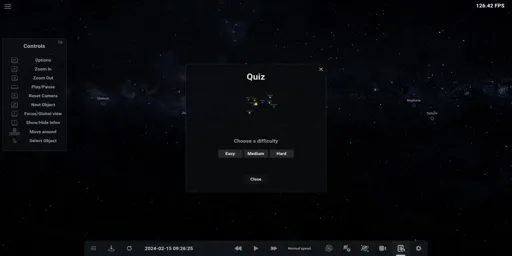 126.42 FPS
Controls
Options
Zoom In
Zoom Out
Play/Pause
Reset Camera
Next Object
Focus/Global view
Show/Hide Infos
Move around
Select Object
Quiz
Choose a difficulty
Easy
Medium
Hard
Close
2024-02-15 09:26:25
Normal speed